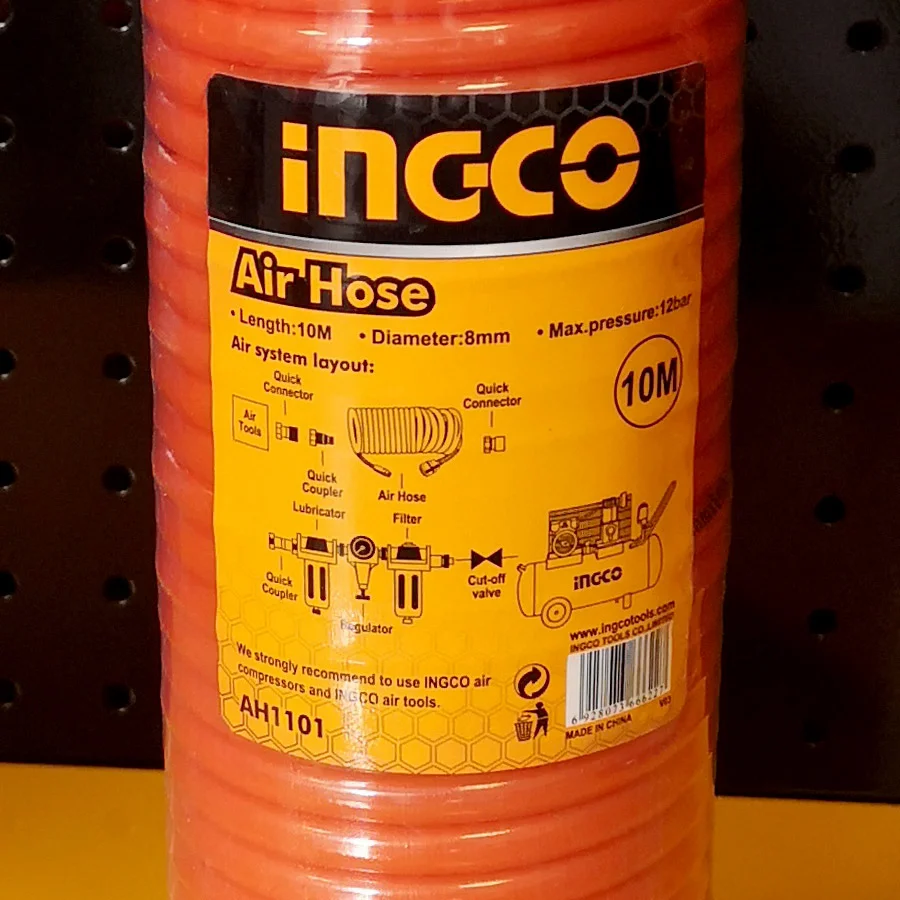 INGCO
Air Hose
• Length:10M • Diameter:8mm • Max.pressure:12bar
Air system layout:
10M
Quick
Connector
Quick
Connector
Air
Tools
Quick
Coupler
Air Hose
Lubricator
Filter
Quick
Coupler
Regulator
Cut-off
valve
INGCO
www.ingcotools.com
INGCO TOOLS CO.,LIMITED
We strongly recommend to use INGCO air
compressors and INGCO air tools.
AH1101
V03
MADE IN CHINA